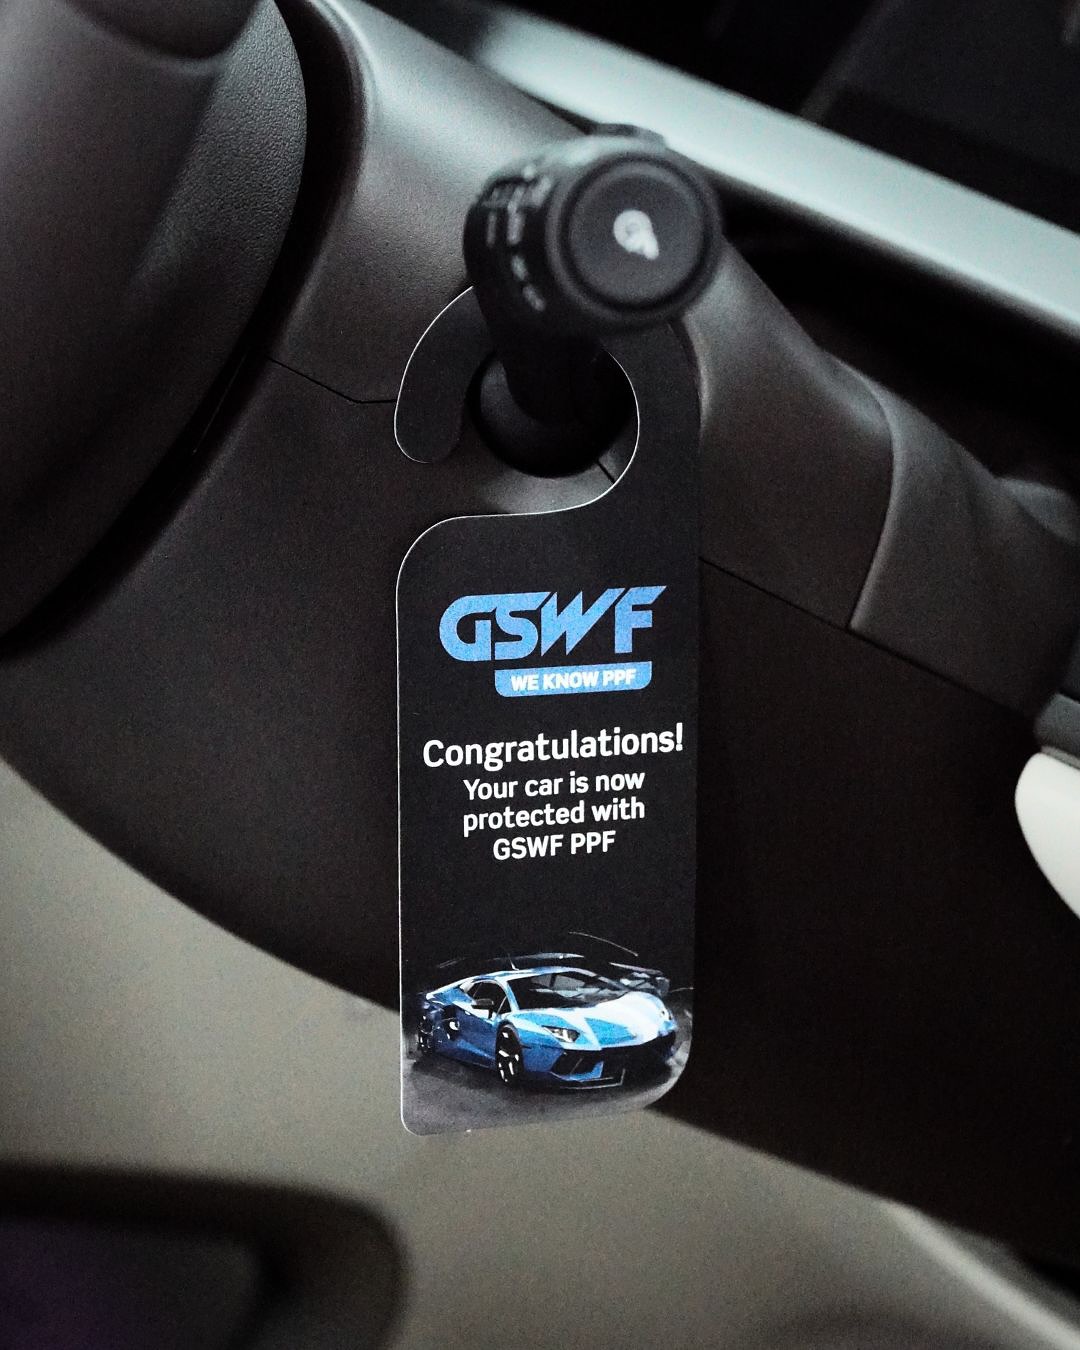 GSWF
WE KNOW PPF
Congratulations!
Your car is now
protected with
GSWF PPF